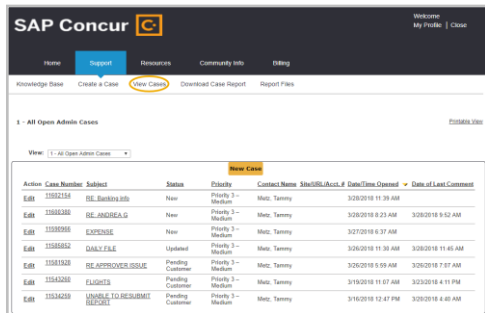 SAP Concur C
Welcome
My Profile | Close
Home Support Resources Community Info Billing
Knowledge Base Create a Case View Cases Download Case Report Report Files
1 - All Open Admin Cases
Printable View
View: 1 - All Open Admin Cases
New Case
Action Case Number Subject Status Priority Contact Name Site/URL/Acct. # Date/Time Opened Date of Last Comment
Edit 11602154 RE: Banking Info New Priority 3 – Medium Metz, Tammy 3/28/2018 11:39 AM
Edit 11600380 RE: ANDREA G New Priority 3 – Medium Metz, Tammy 3/28/2018 8:23 AM 3/28/2018 9:52 AM
Edit EXPENSE New Priority 3 – Medium Metz, Tammy 3/27/2018 6:37 AM
Edit DAILY FILE Updated Priority 3 – Medium Metz, Tammy 3/26/2018 11:38 AM 3/28/2018 11:45 AM
Edit 11581928 RE APPROVER ISSUE Pending Customer Priority 3 – Medium Metz, Tammy 3/26/2018 5:59 AM 3/26/2018 7:07 AM
Edit 11543260 FLIGHTS Pending Customer Priority 3 – Medium Metz, Tammy 3/19/2018 11:07 AM 3/23/2018 4:11 PM
Edit 11534259 UNABLE TO RESUBMIT REPORT Pending Customer Priority 3 – Medium Metz, Tammy 3/16/2018 12:47 PM 3/20/2018 4:40 AM